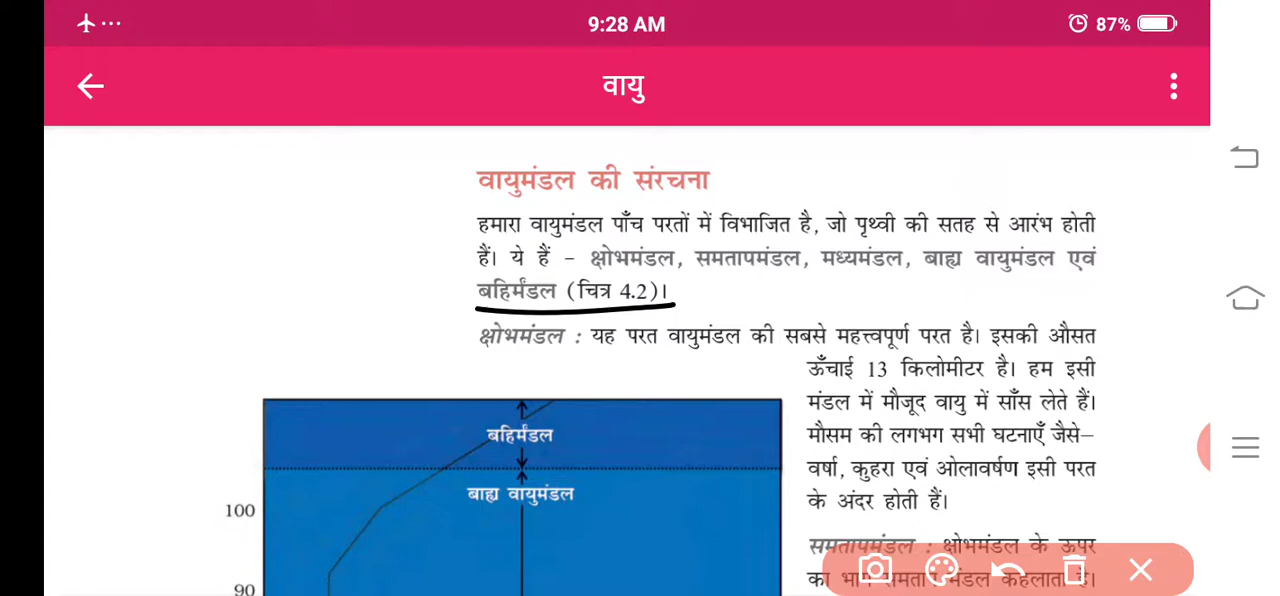 9:28 AM
87%
वायु
वायुमंडल की संरचना
हमारा वायुमंडल पाँच परतों में विभाजित है, जो पृथ्वी की सतह से आरंभ होती
हैं। ये हैं - क्षोभमंडल, समतापमंडल, मध्यमंडल, बाह्य वायुमंडल एवं
बहिर्मंडल (चित्र 4.2)।
क्षोभमंडल : यह परत वायुमंडल की सबसे महत्त्वपूर्ण परत है। इसकी औसत
ऊँचाई 13 किलोमीटर है। हम इसी
मंडल में मौजूद वायु में साँस लेते हैं।
मौसम की लगभग सभी घटनाएँ जैसे–
वर्षा, कुहरा एवं ओलावर्षण इसी परत
के अंदर होती हैं।
समतापमंडल : क्षोभमंडल के ऊपर
का भाग समताप मंडल कहलाता है।
बहिर्मंडल
बाह्य वायुमंडल
100
90